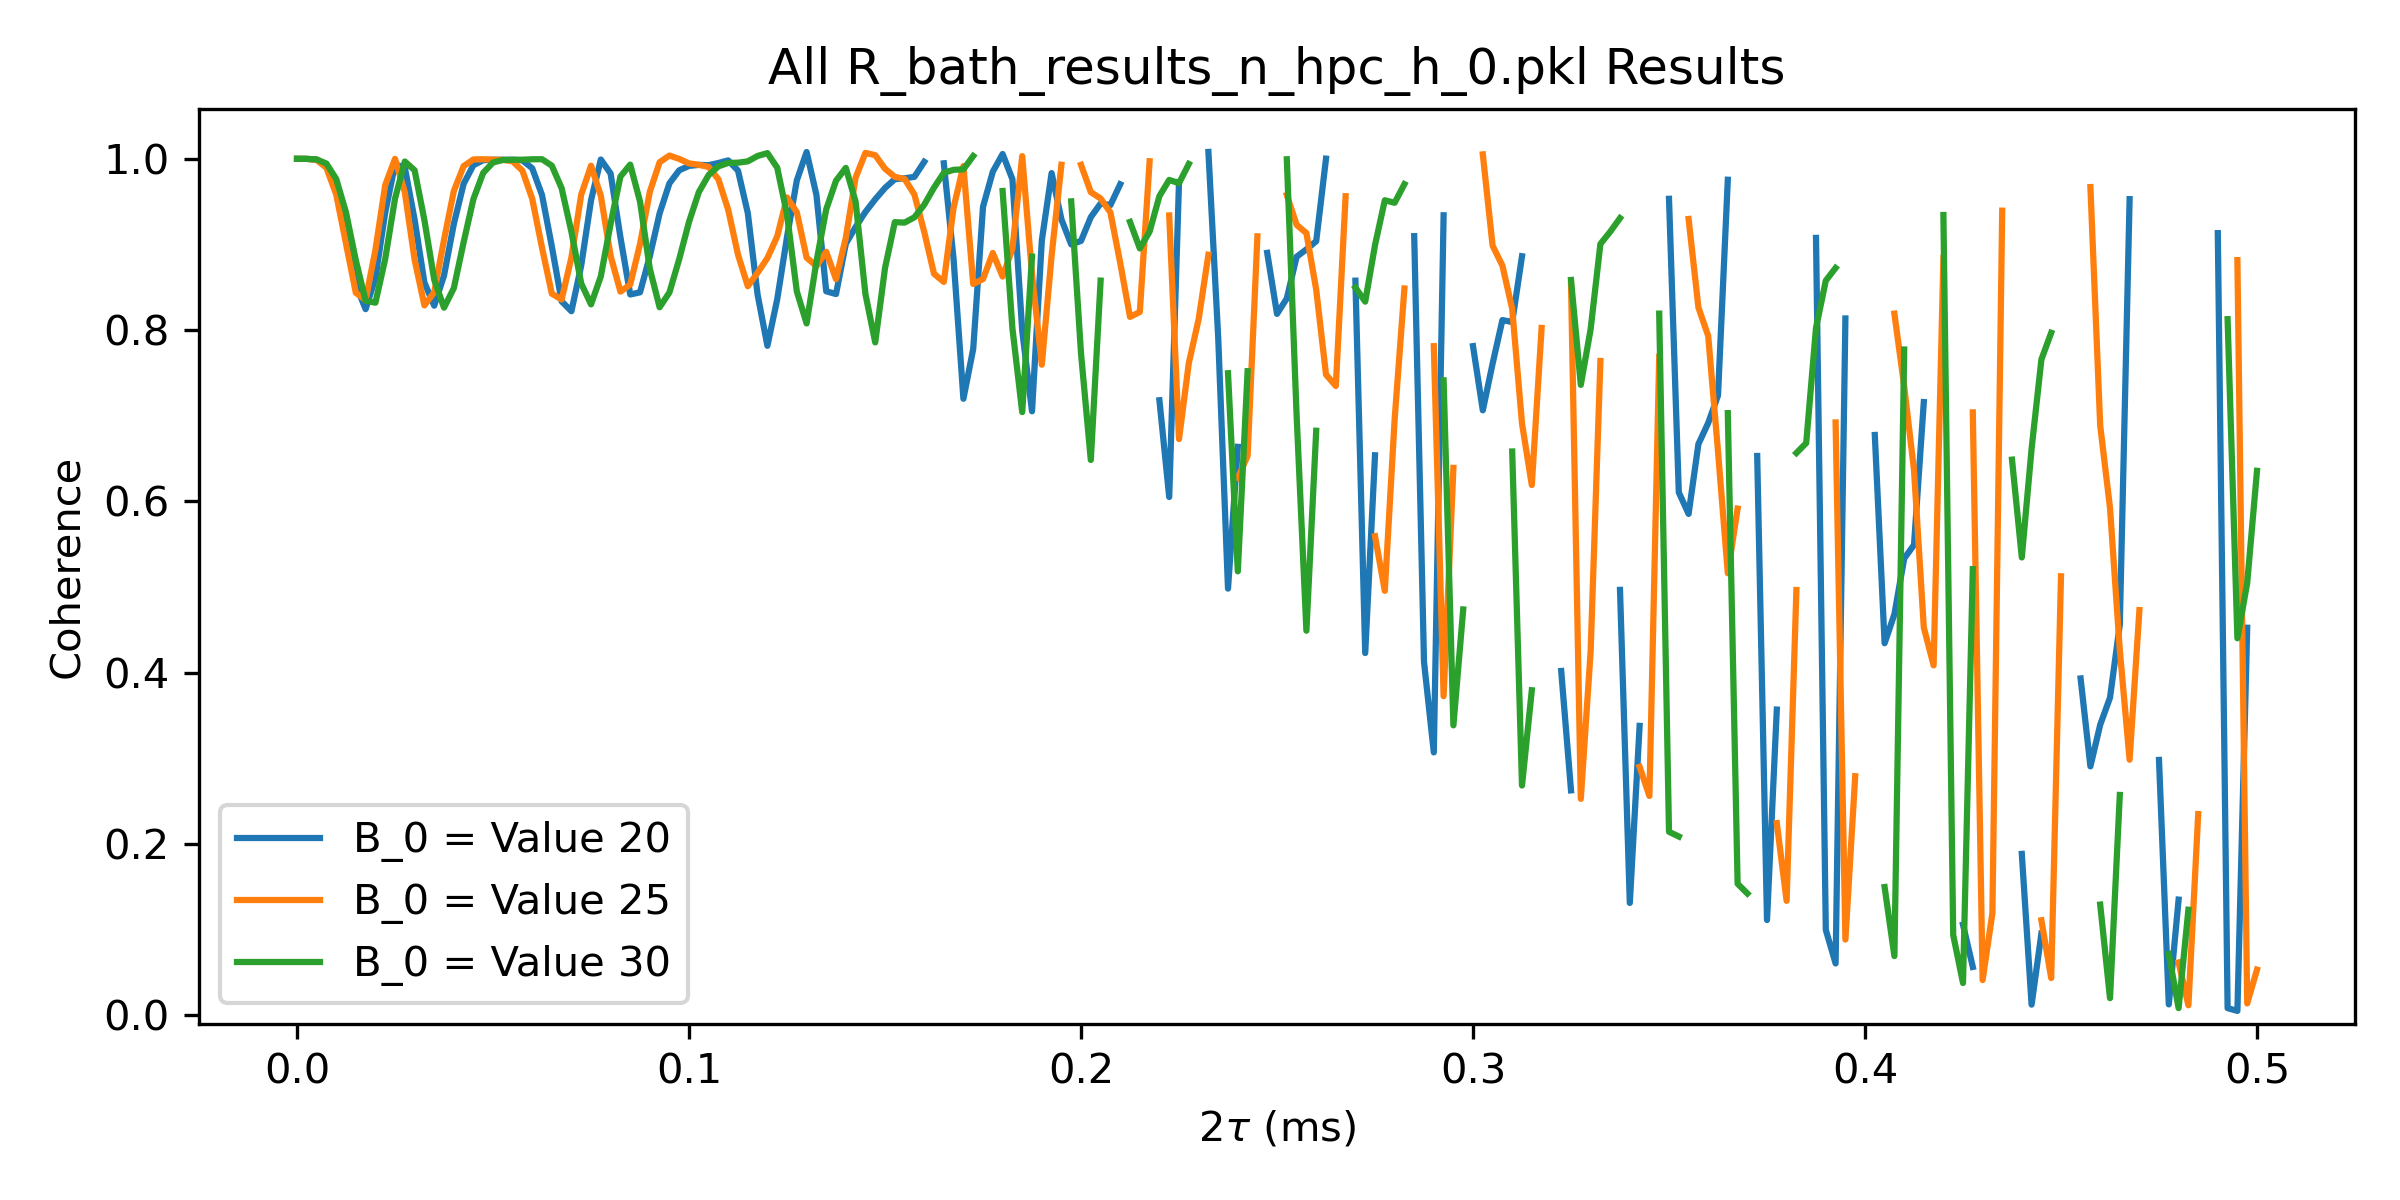 All R_bath_results_n_hpc_h_0.pkl Results
1.0
0.8
0.6
0.4
0.2
0.0
Coherence
B_0 = Value 20
B_0 = Value 25
B_0 = Value 30
0.0 0.1 0.2 0.3 0.4 0.5
2τ (ms)